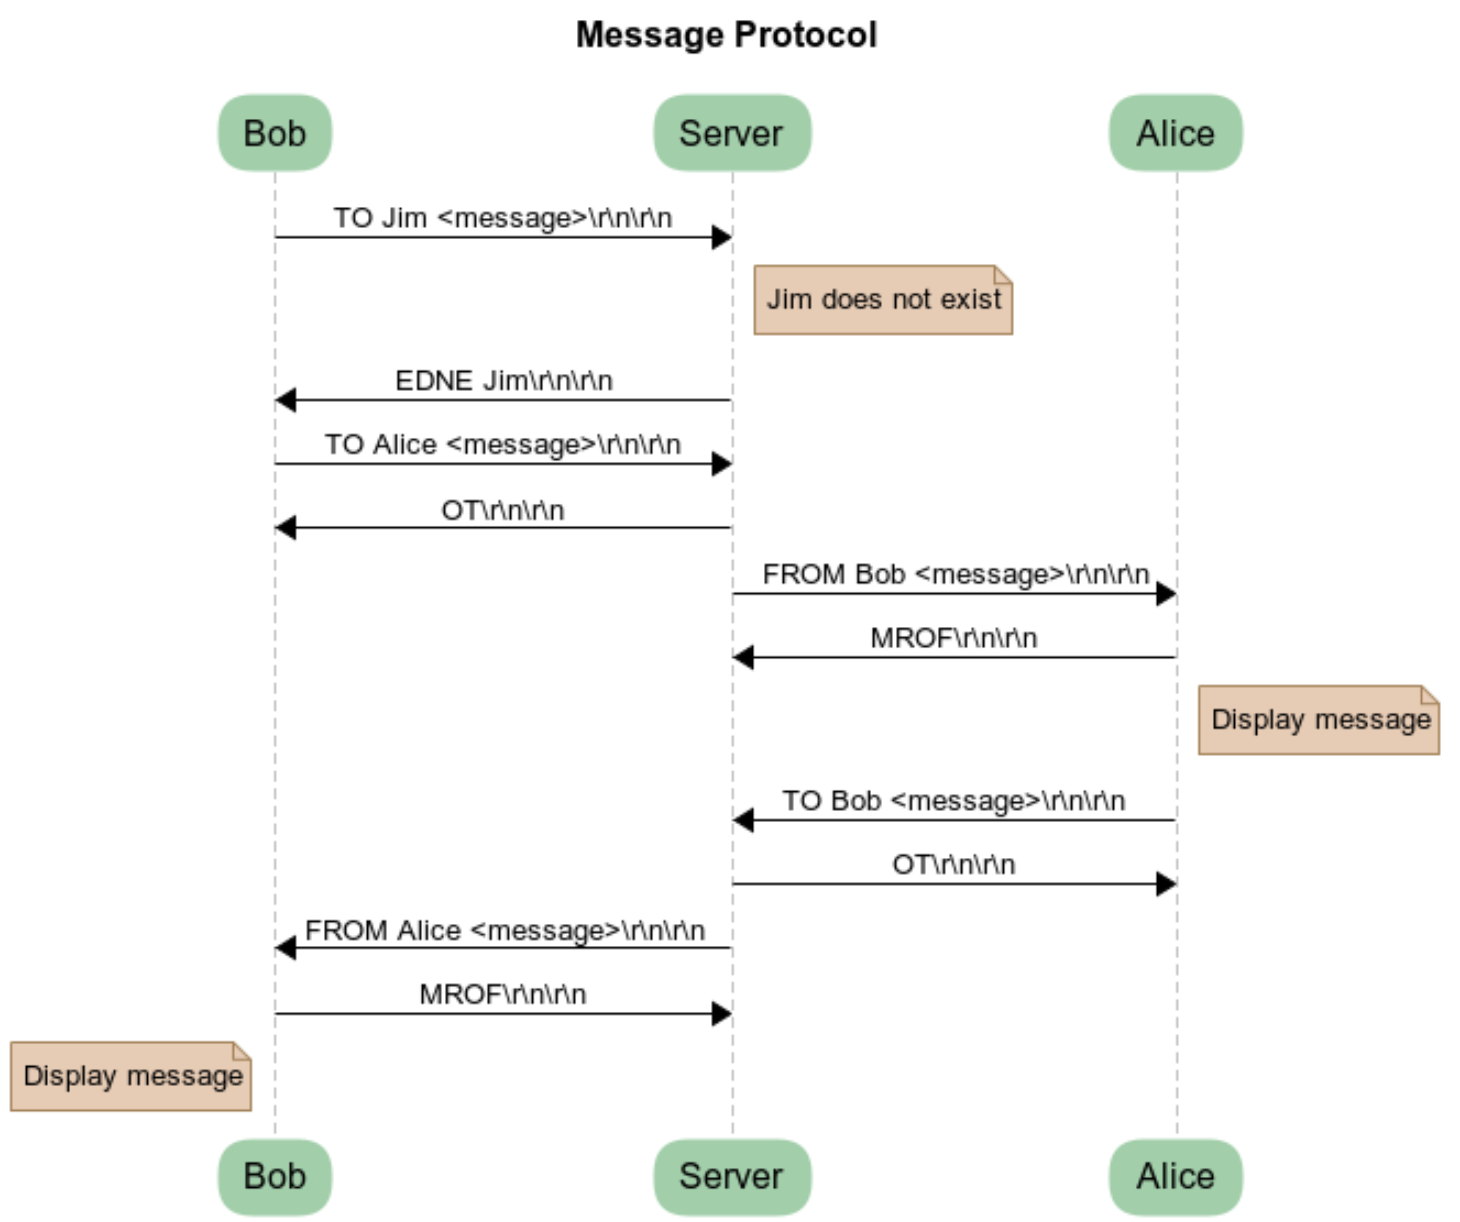 Message Protocol
Bob
Server
Alice
TO Jim <message>\r\n\r\n
Jim does not exist
EDNE Jim\r\n\r\n
TO Alice <message>\r\n\r\n
OT\r\n\r\n
FROM Bob <message>\r\n\r\n
MROF\r\n\r\n
Display message
TO Bob <message>\r\n\r\n
OT\r\n\r\n
FROM Alice <message>\r\n\r\n
MROF\r\n\r\n
Display message
Bob
Server
Alice